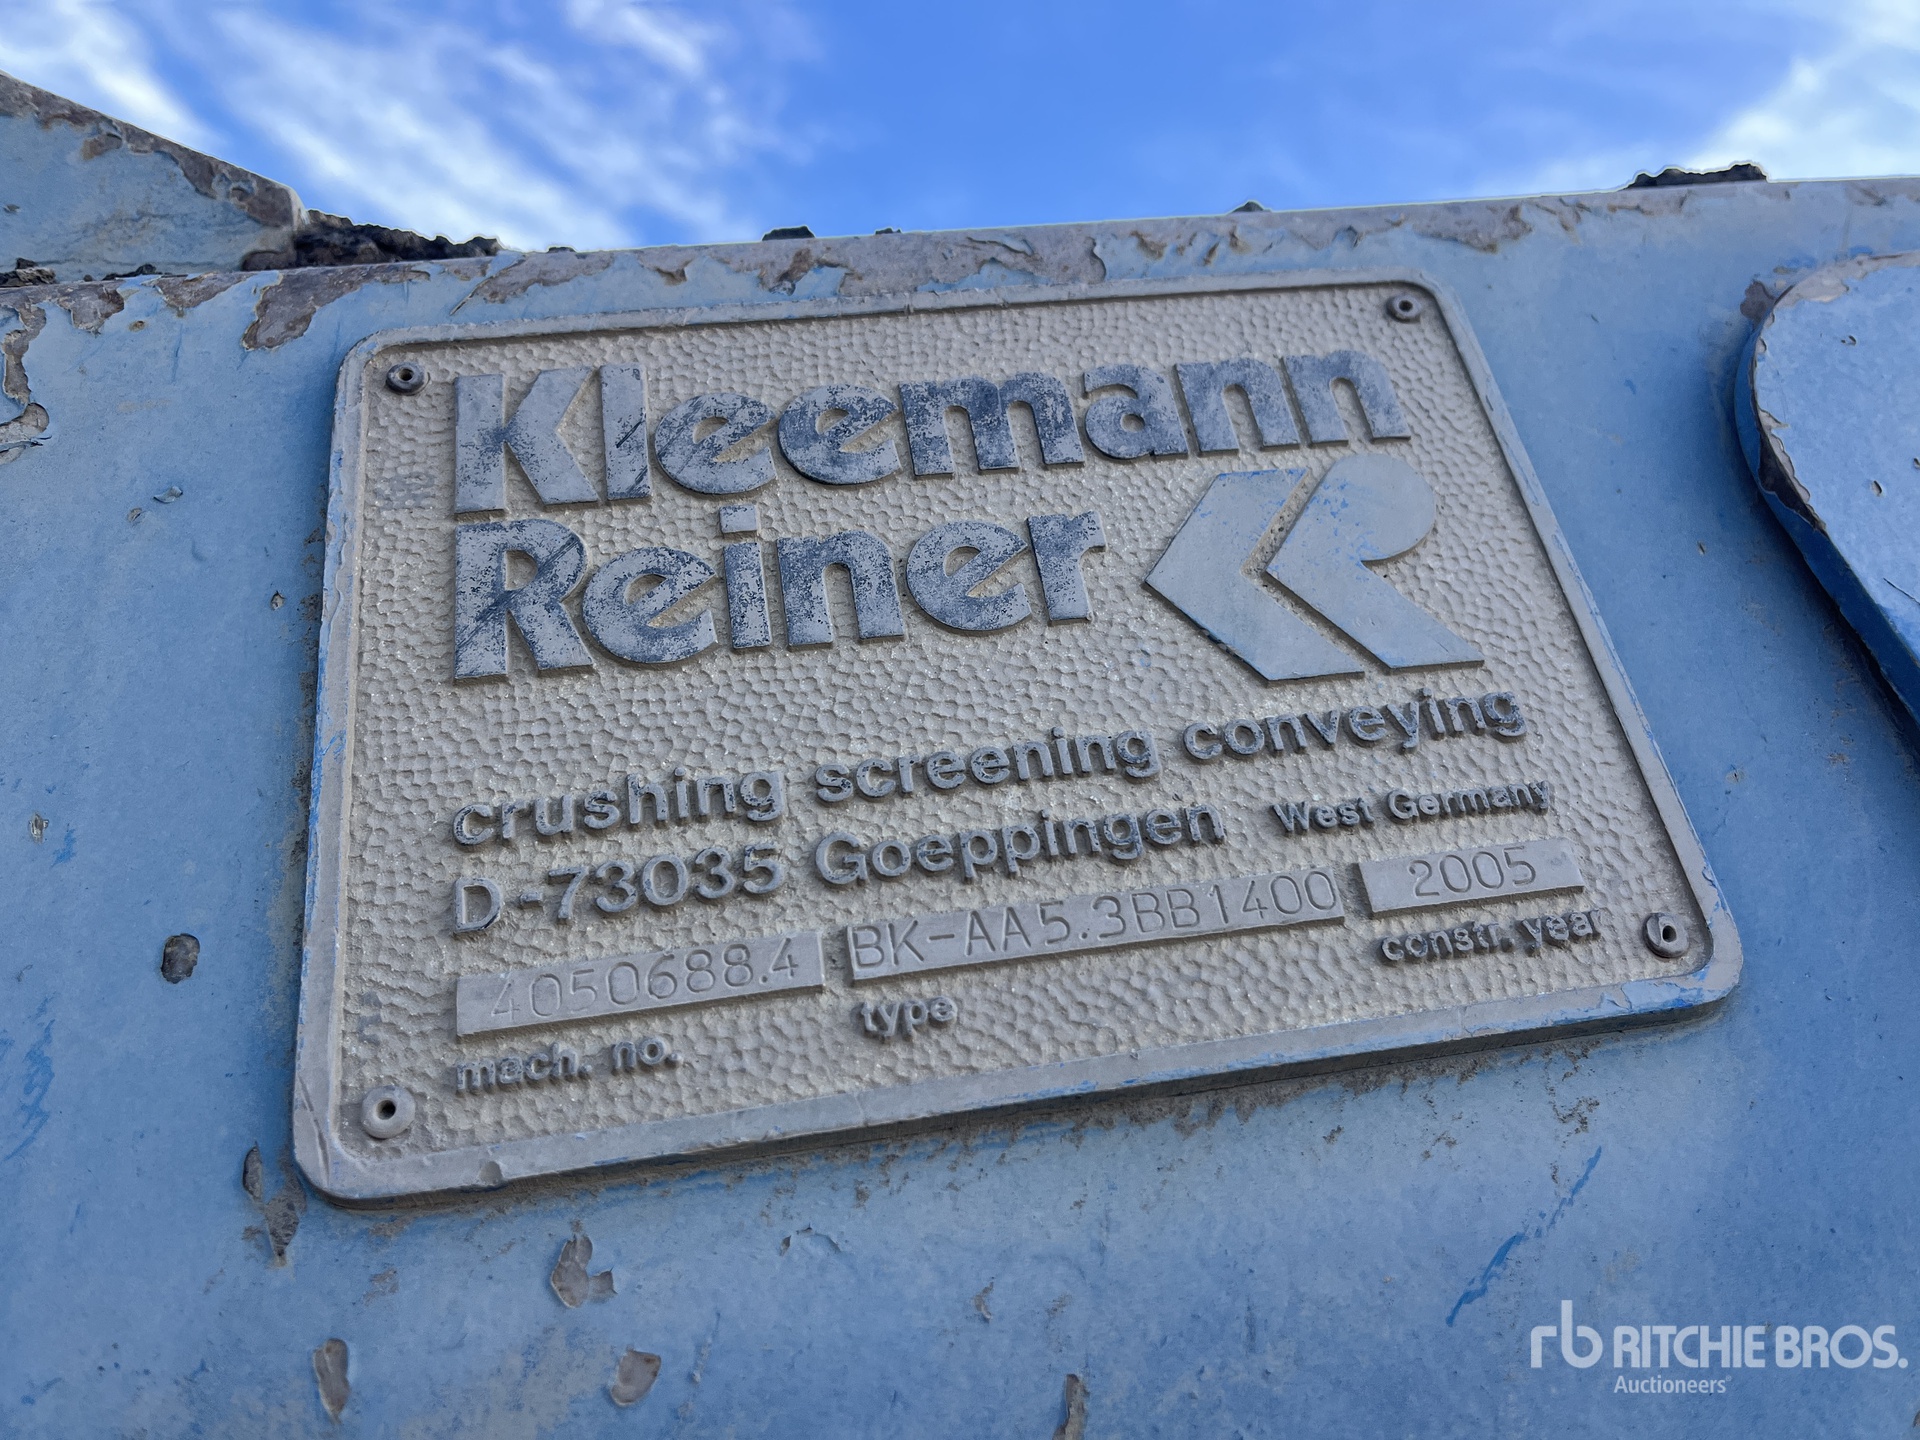 Kleemann
Reiner
crushing screening conveying
D-73035 Goeppingen West Germany
4050688.4 BK-AA5.3BB1400 2005
mach. no. type constr. year
rb RITCHIE BROS.
Auctioneers